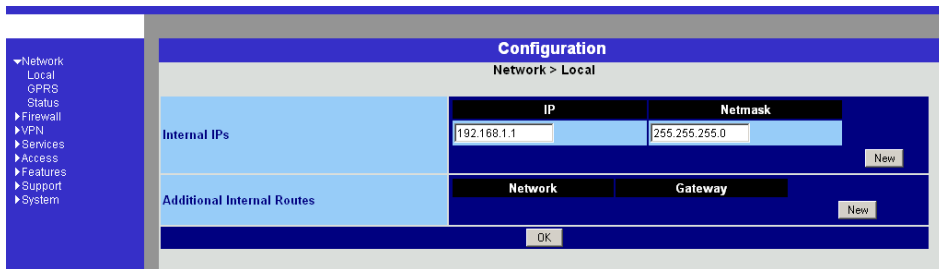 Network
Local
GPRS
Status
Firewall
VPN
Services
Access
Features
Support
System
Configuration
Network > Local
Internal IPs
IP Netmask
192.168.1.1 255.255.255.0
New
Additional Internal Routes
Network Gateway
New
OK